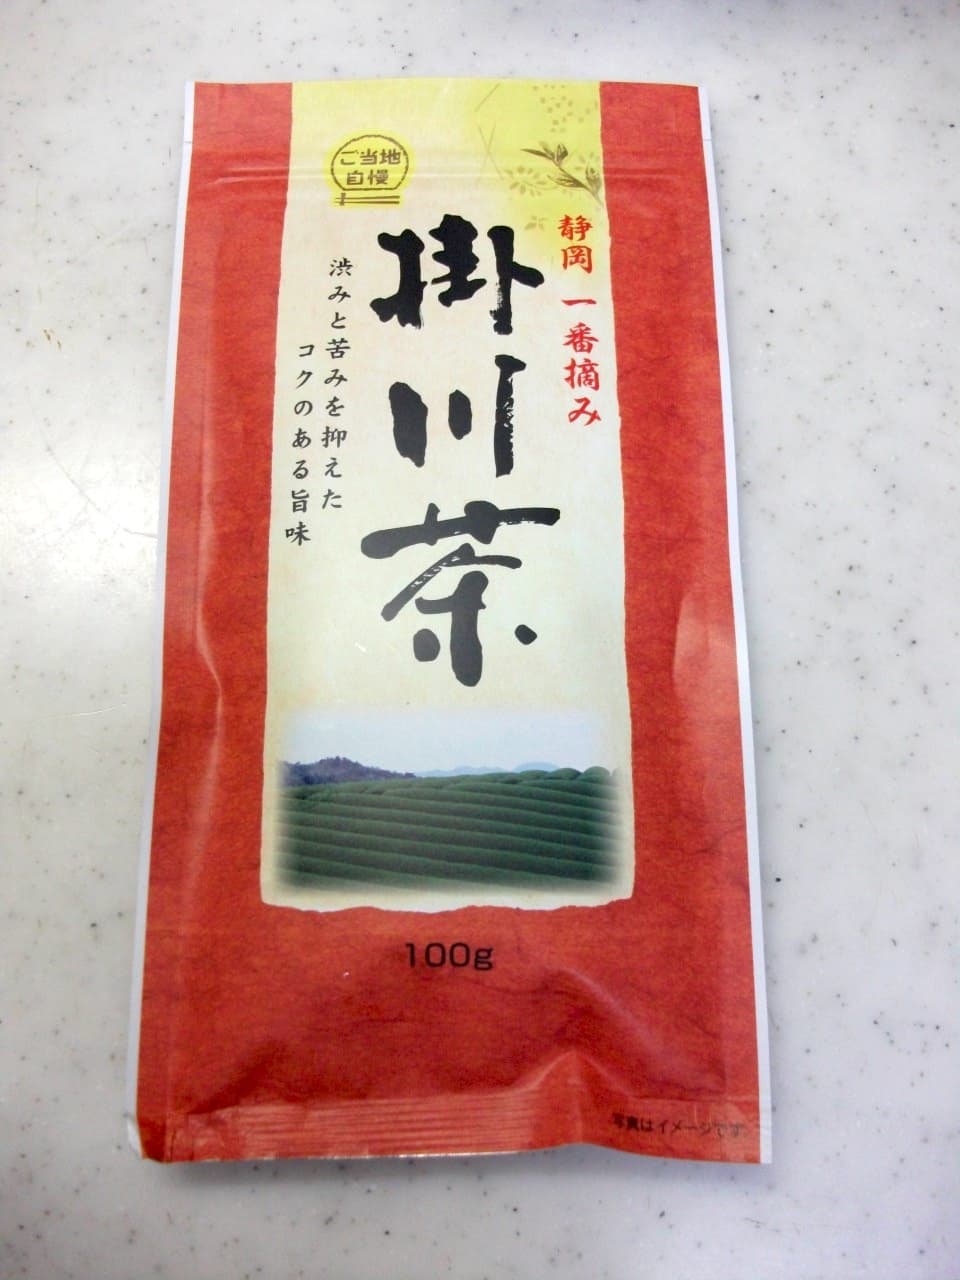 ご当地
自慢
静岡 一番摘み
掛川茶
渋みと苦みを抑えた
コクのある旨味
100g
写真はイメージです。